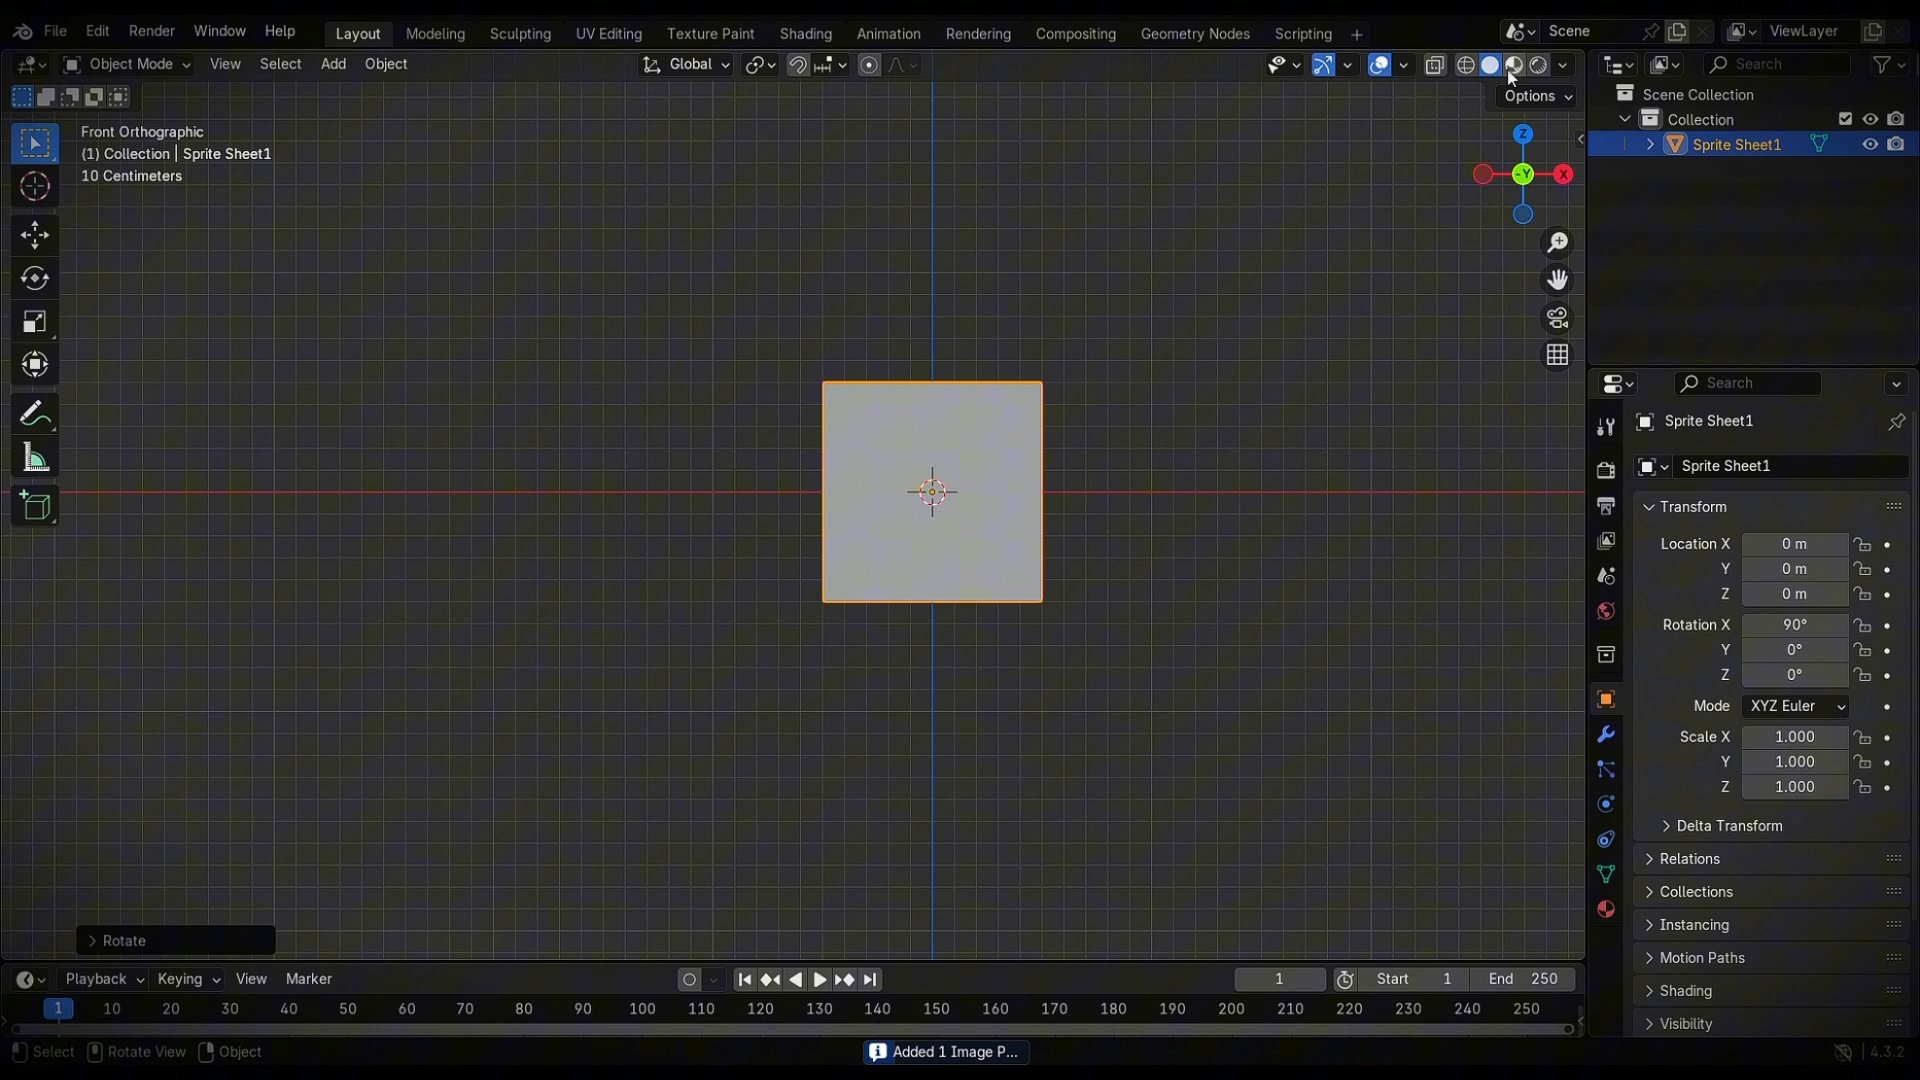 File Edit Render Window Help Layout Modeling Sculpting UV Editing Texture Paint Shading Animation Rendering Compositing Geometry Nodes Scripting + Scene ViewLayer
Object Mode View Select Add Object Global Search
Options
Scene Collection
Collection
Sprite Sheet1
Front Orthographic
(1) Collection | Sprite Sheet1
10 Centimeters
Z
-Y X
Search
Sprite Sheet1
Sprite Sheet1
Transform
Location X 0 m
Y 0 m
Z 0 m
Rotation X 90°
Y 0°
Z 0°
Mode XYZ Euler
Scale X 1.000
Y 1.000
Z 1.000
Delta Transform
Relations
Collections
Instancing
Motion Paths
Shading
Visibility
Rotate
Playback Keying View Marker 1 Start 1 End 250
1 10 20 30 40 50 60 70 80 90 100 110 120 130 140 150 160 170 180 190 200 210 220 230 240 250
Select Rotate View Object Added 1 Image P... 4.3.2